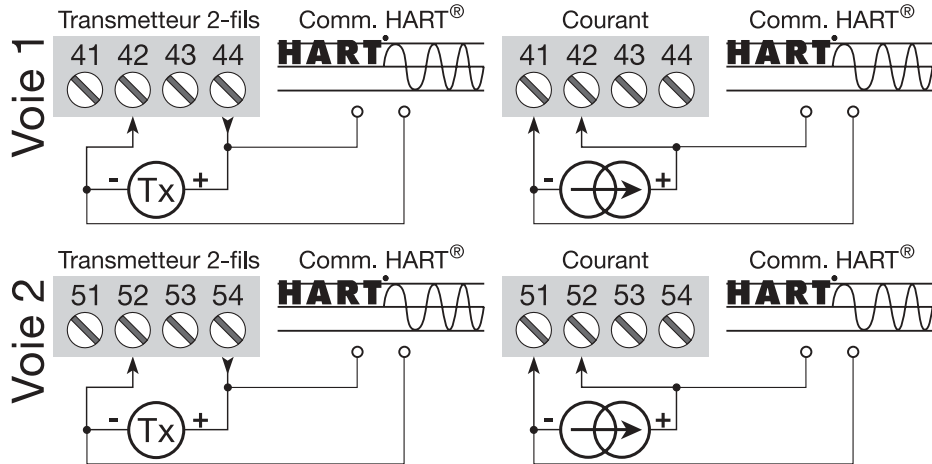 Voie 1
Transmetteur 2-fils Comm. HART® Courant Comm. HART®
41 42 43 44 HART 41 42 43 44 HART
- Tx + - +
Voie 2
Transmetteur 2-fils Comm. HART® Courant Comm. HART®
51 52 53 54 HART 51 52 53 54 HART
- Tx + - +